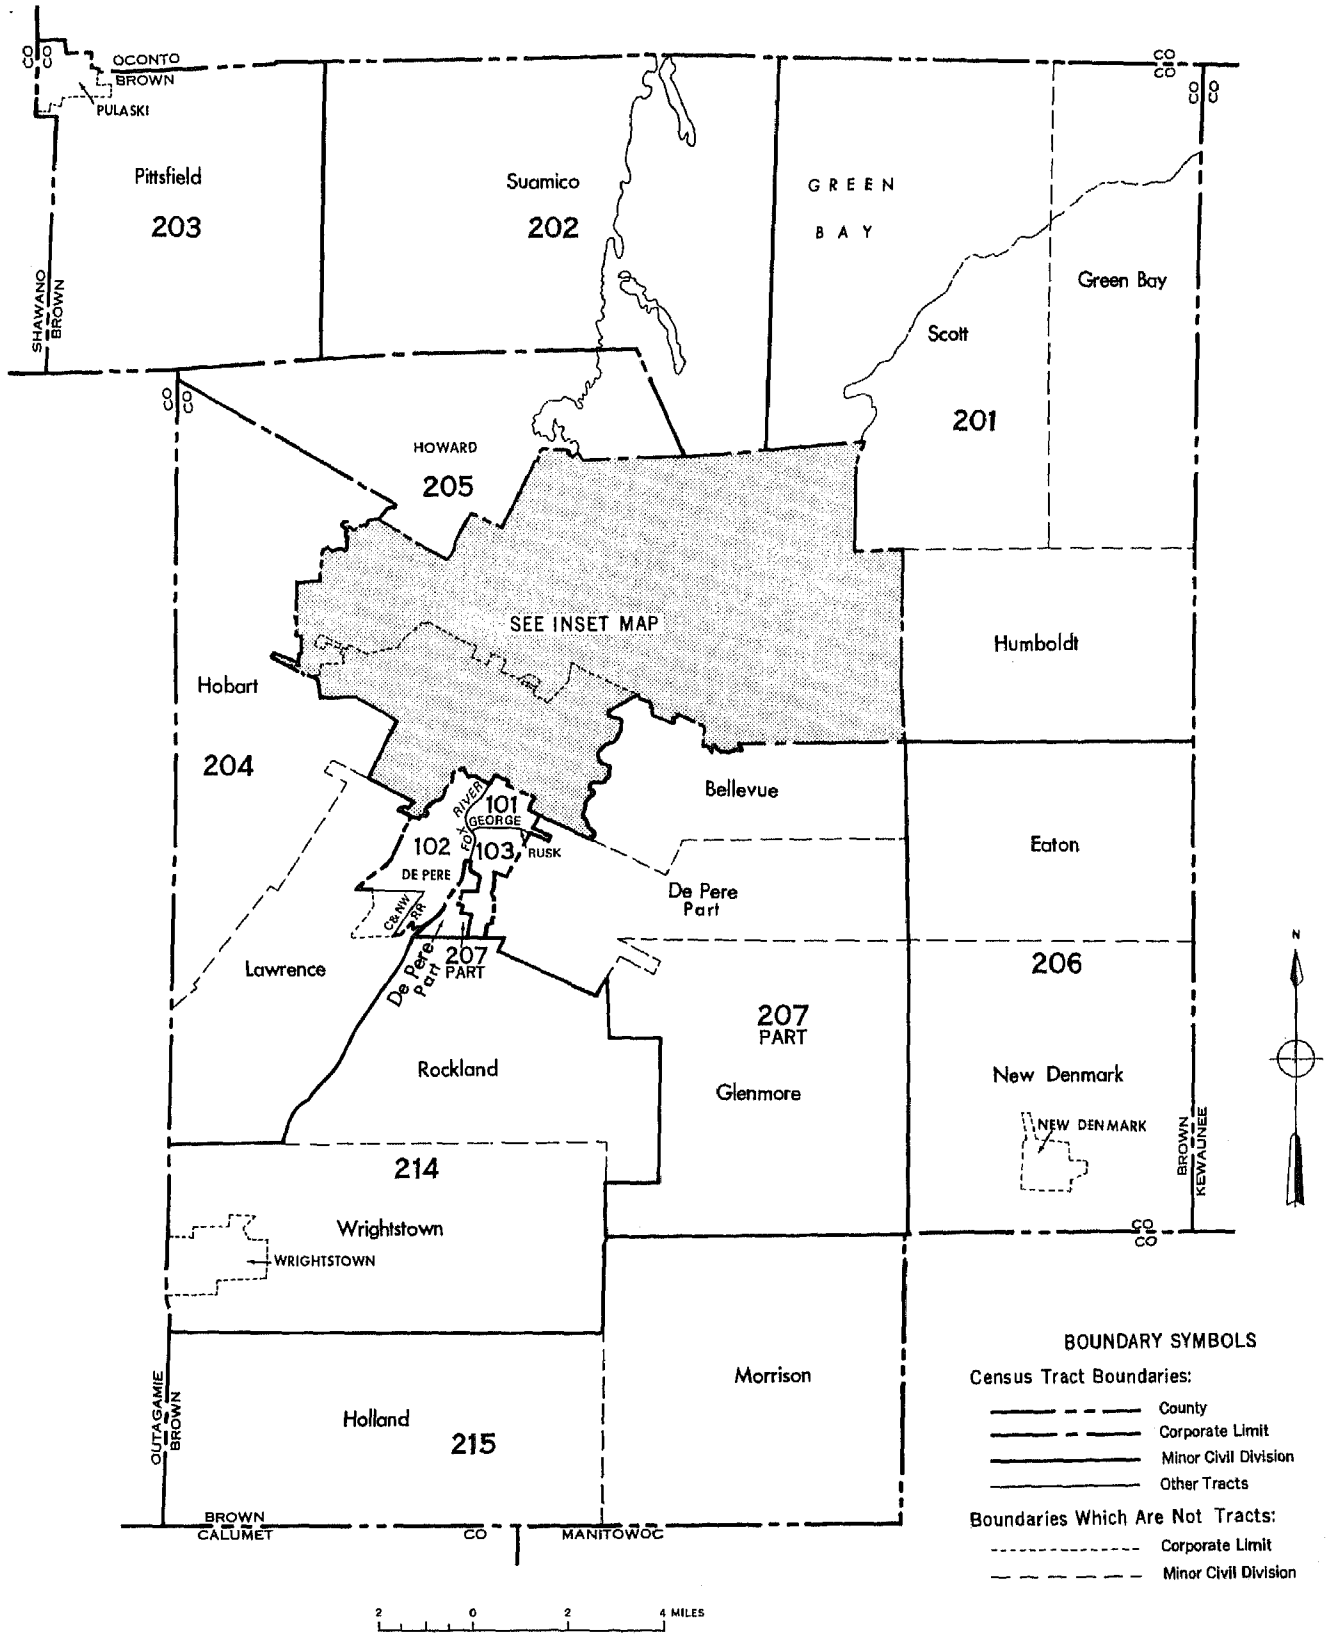 CO CO
OCONTO
BROWN
CO
CO
CO CO
PULASKI
Pittsfield
203
Suamico
202
GREEN
BAY
Green Bay
Scott
201
SHAWANO
BROWN
CO CO
HOWARD
205
SEE INSET MAP
Humboldt
Hobart
204
Bellevue
RIVER
FOX
101
GEORGE
102
103
RUSK
DE PERE
Eaton
De Pere
Part
C&NW
RR
Lawrence
De Pere
Part
207
PART
206
207
PART
N
Rockland
Glenmore
New Denmark
NEW DENMARK
BROWN
KEWAUNEE
214
Wrightstown
WRIGHTSTOWN
CO
CO
BOUNDARY SYMBOLS
Census Tract Boundaries:
County
Corporate Limit
Minor Civil Division
Other Tracts
Boundaries Which Are Not Tracts:
Corporate Limit
Minor Civil Division
Morrison
OUTAGAMIE
BROWN
Holland
215
BROWN
CALUMET
CO
MANITOWOC
2 0 2 4 MILES